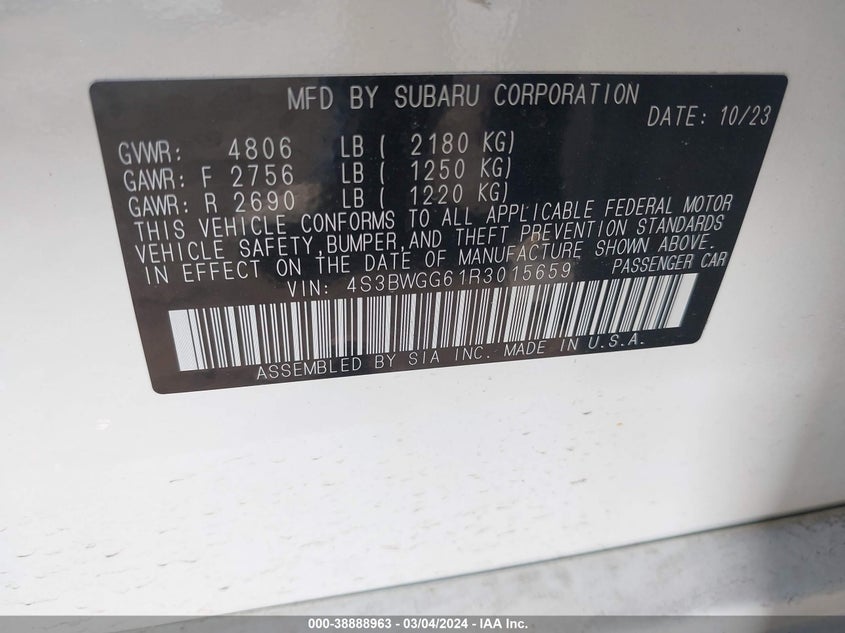 MFD BY SUBARU CORPORATION
DATE: 10/23
GVWR: 4806 LB ( 2180 KG)
GAWR: F 2756 LB ( 1250 KG)
GAWR: R 2690 LB ( 1220 KG)
THIS VEHICLE CONFORMS TO ALL APPLICABLE FEDERAL MOTOR
VEHICLE SAFETY, BUMPER, AND THEFT PREVENTION STANDARDS
IN EFFECT ON THE DATE OF MANUFACTURE SHOWN ABOVE.
VIN: 4S3BWGG61R3015659 PASSENGER CAR
ASSEMBLED BY SIA INC. MADE IN U.S.A.
000-38888963 - 03/04/2024 - IAA Inc.